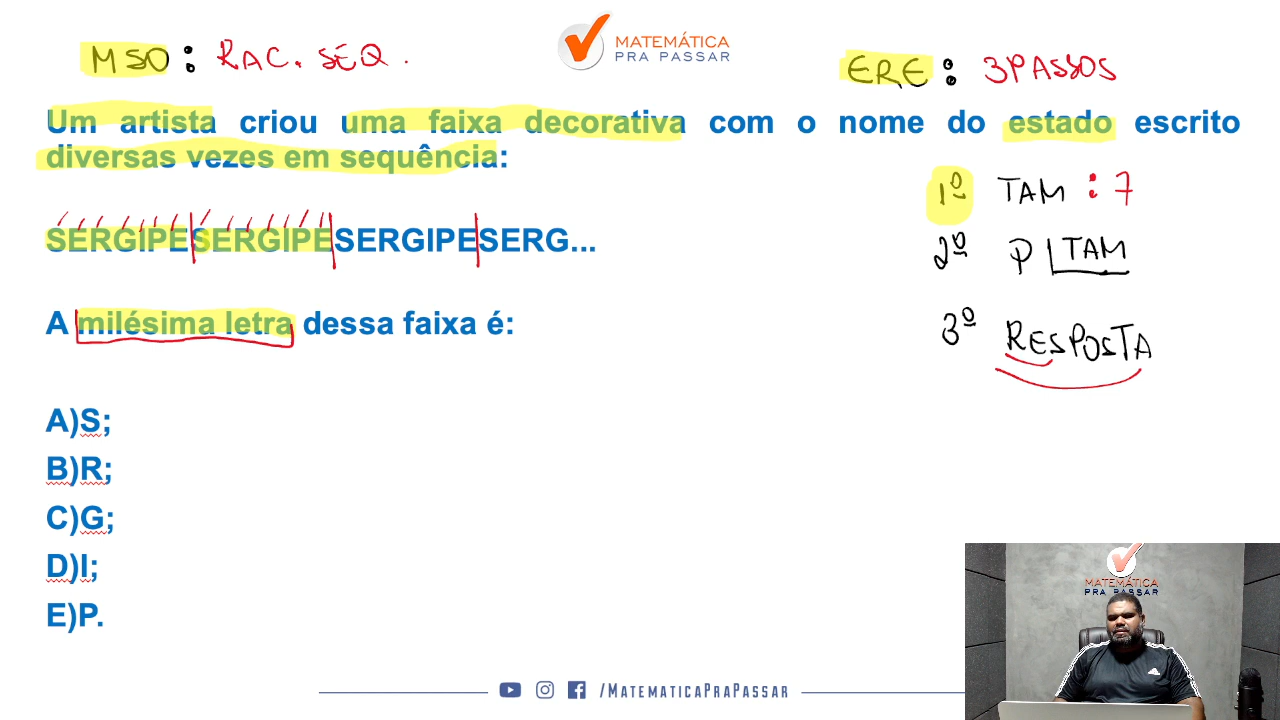 MSO : RAC. SEQ.
MATEMÁTICA
PRA PASSAR
ERE : 3 PASSOS
Um artista criou uma faixa decorativa com o nome do estado escrito
diversas vezes em sequência:
1º TAM : 7
SERGIPESERGIPESERGIPESERG...
2º P TAM
A milésima letra dessa faixa é:
3º RESPOSTA
A)S;
B)R;
C)G;
D)I;
E)P.
MATEMÁTICA
PRA PASSAR
/MATEMATICAPRAPASSAR